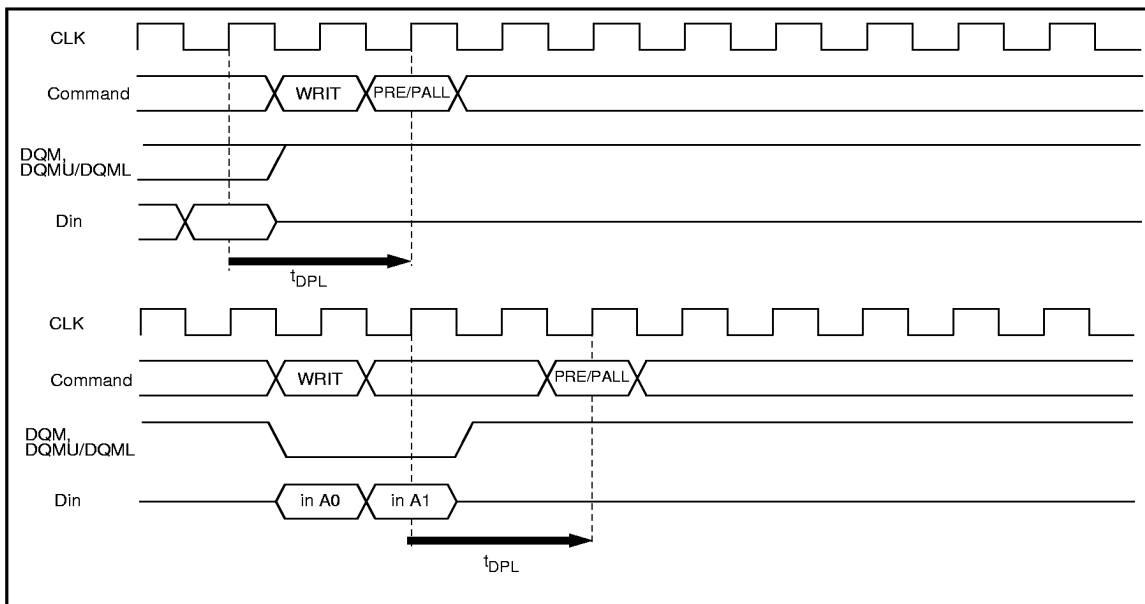 CLK
Command
WRIT
PRE/PALL
DQM,
DQMU/DQML
Din
tDPL
CLK
Command
WRIT
PRE/PALL
DQM,
DQMU/DQML
Din
in A0
in A1
tDPL